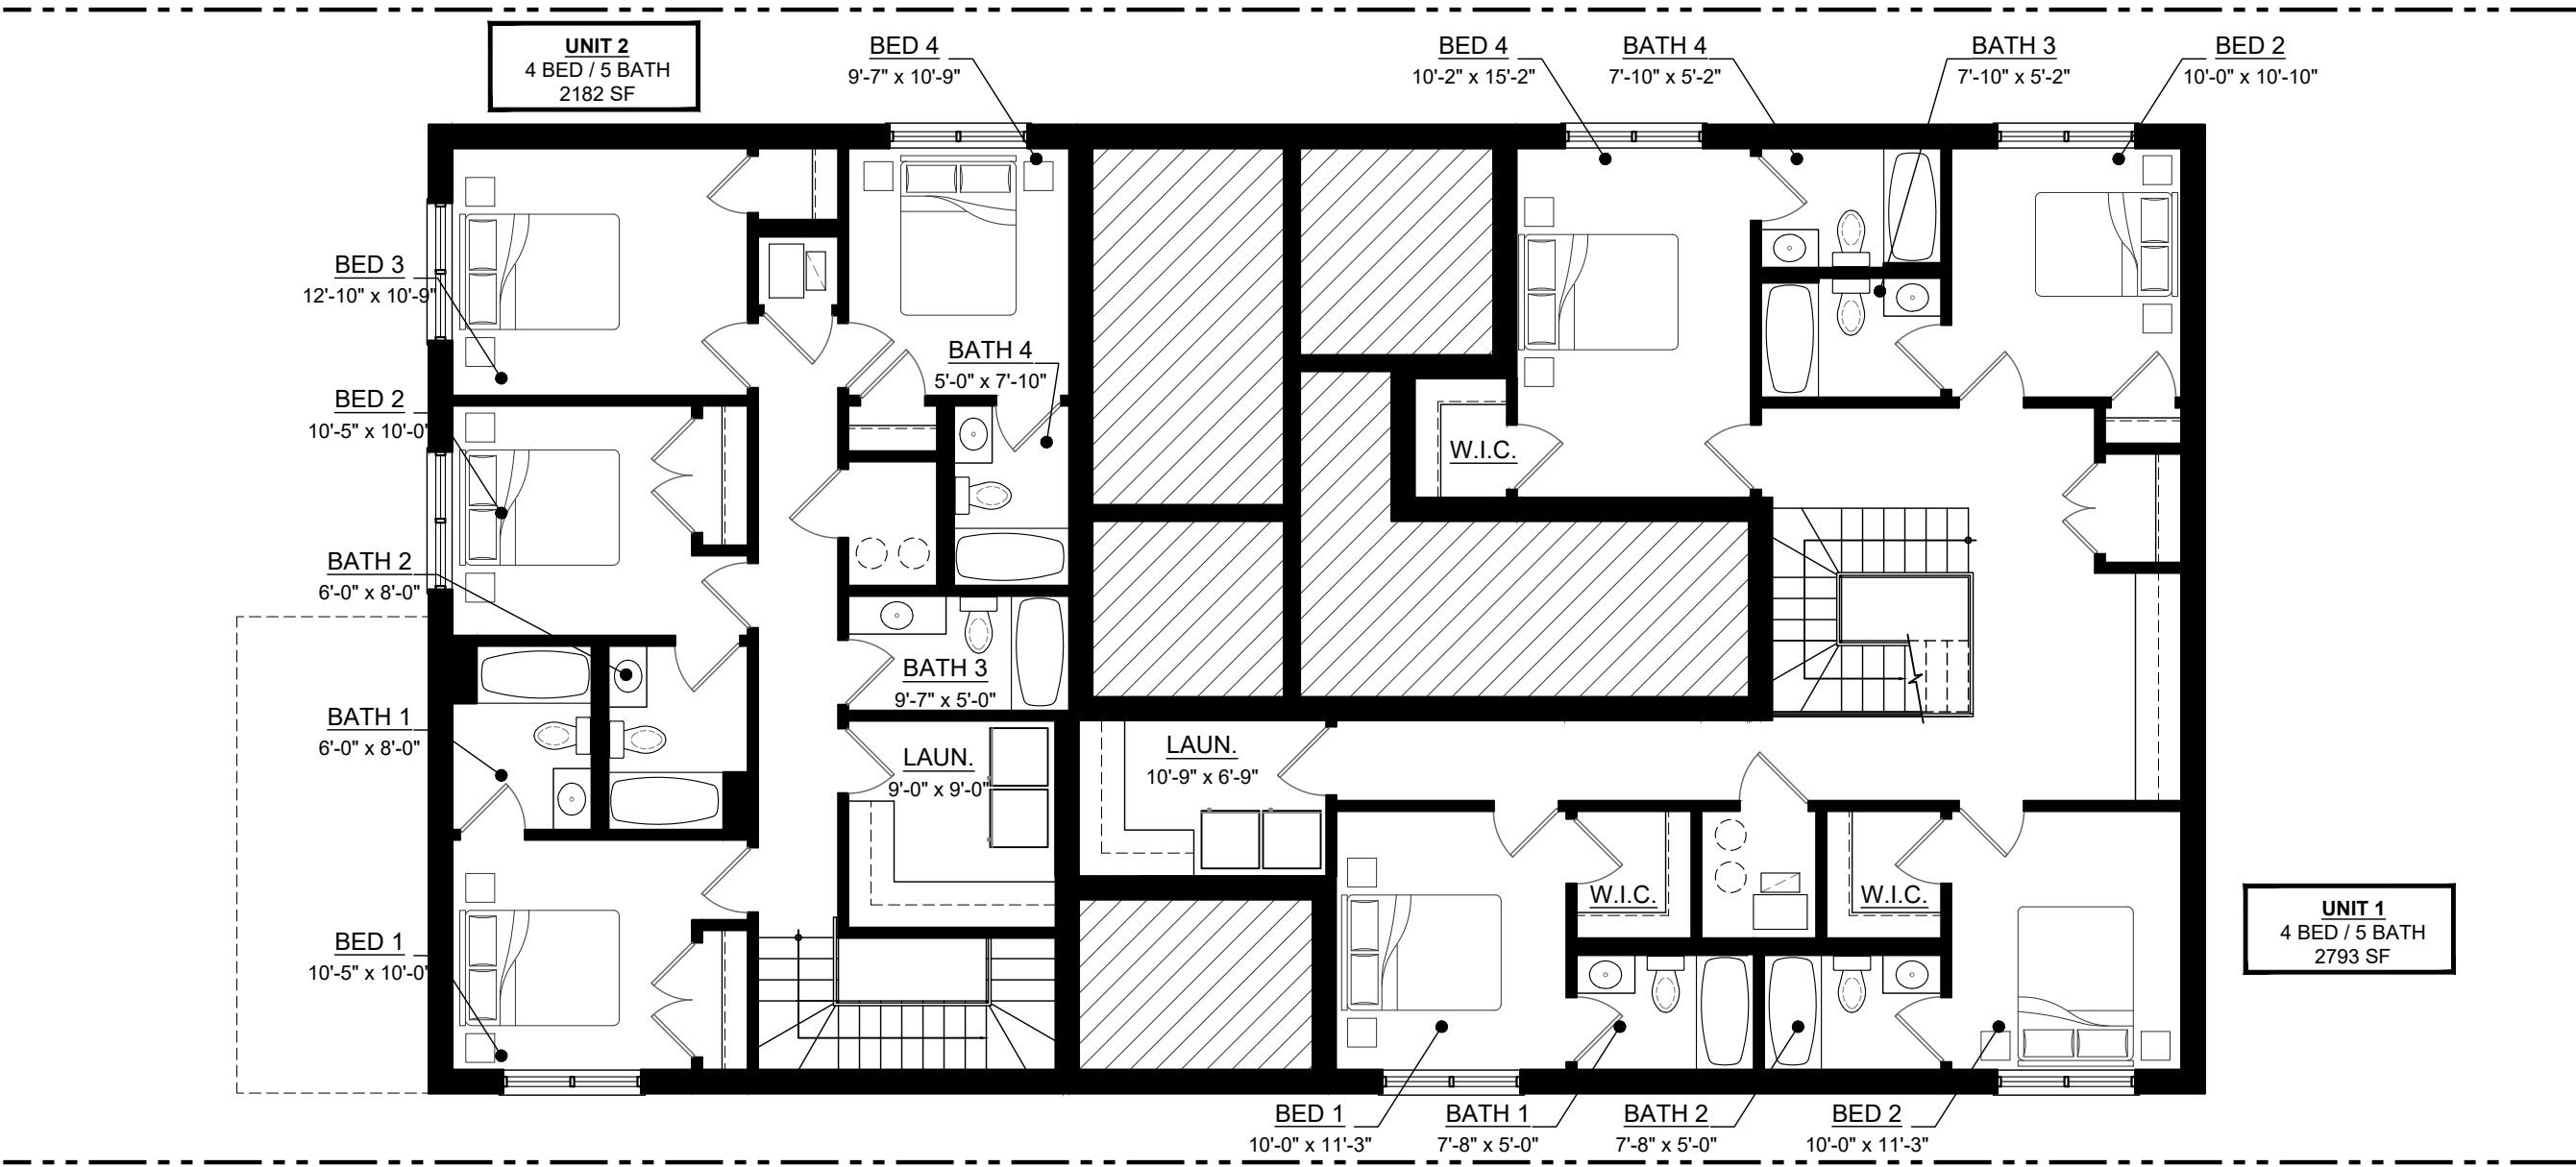 UNIT 2
4 BED / 5 BATH
2182 SF
BED 4
9'-7" x 10'-9"
BED 4
10'-2" x 15'-2"
BATH 4
7'-10" x 5'-2"
BATH 3
7'-10" x 5'-2"
BED 2
10'-0" x 10'-10"
BED 3
12'-10" x 10'-9"
BATH 4
5'-0" x 7'-10"
BED 2
10'-5" x 10'-0"
W.I.C.
BATH 2
6'-0" x 8'-0"
BATH 3
9'-7" x 5'-0"
BATH 1
6'-0" x 8'-0"
LAUN.
9'-0" x 9'-0"
LAUN.
10'-9" x 6'-9"
W.I.C.
W.I.C.
BED 1
10'-5" x 10'-0"
UNIT 1
4 BED / 5 BATH
2793 SF
BED 1
10'-0" x 11'-3"
BATH 1
7'-8" x 5'-0"
BATH 2
7'-8" x 5'-0"
BED 2
10'-0" x 11'-3"